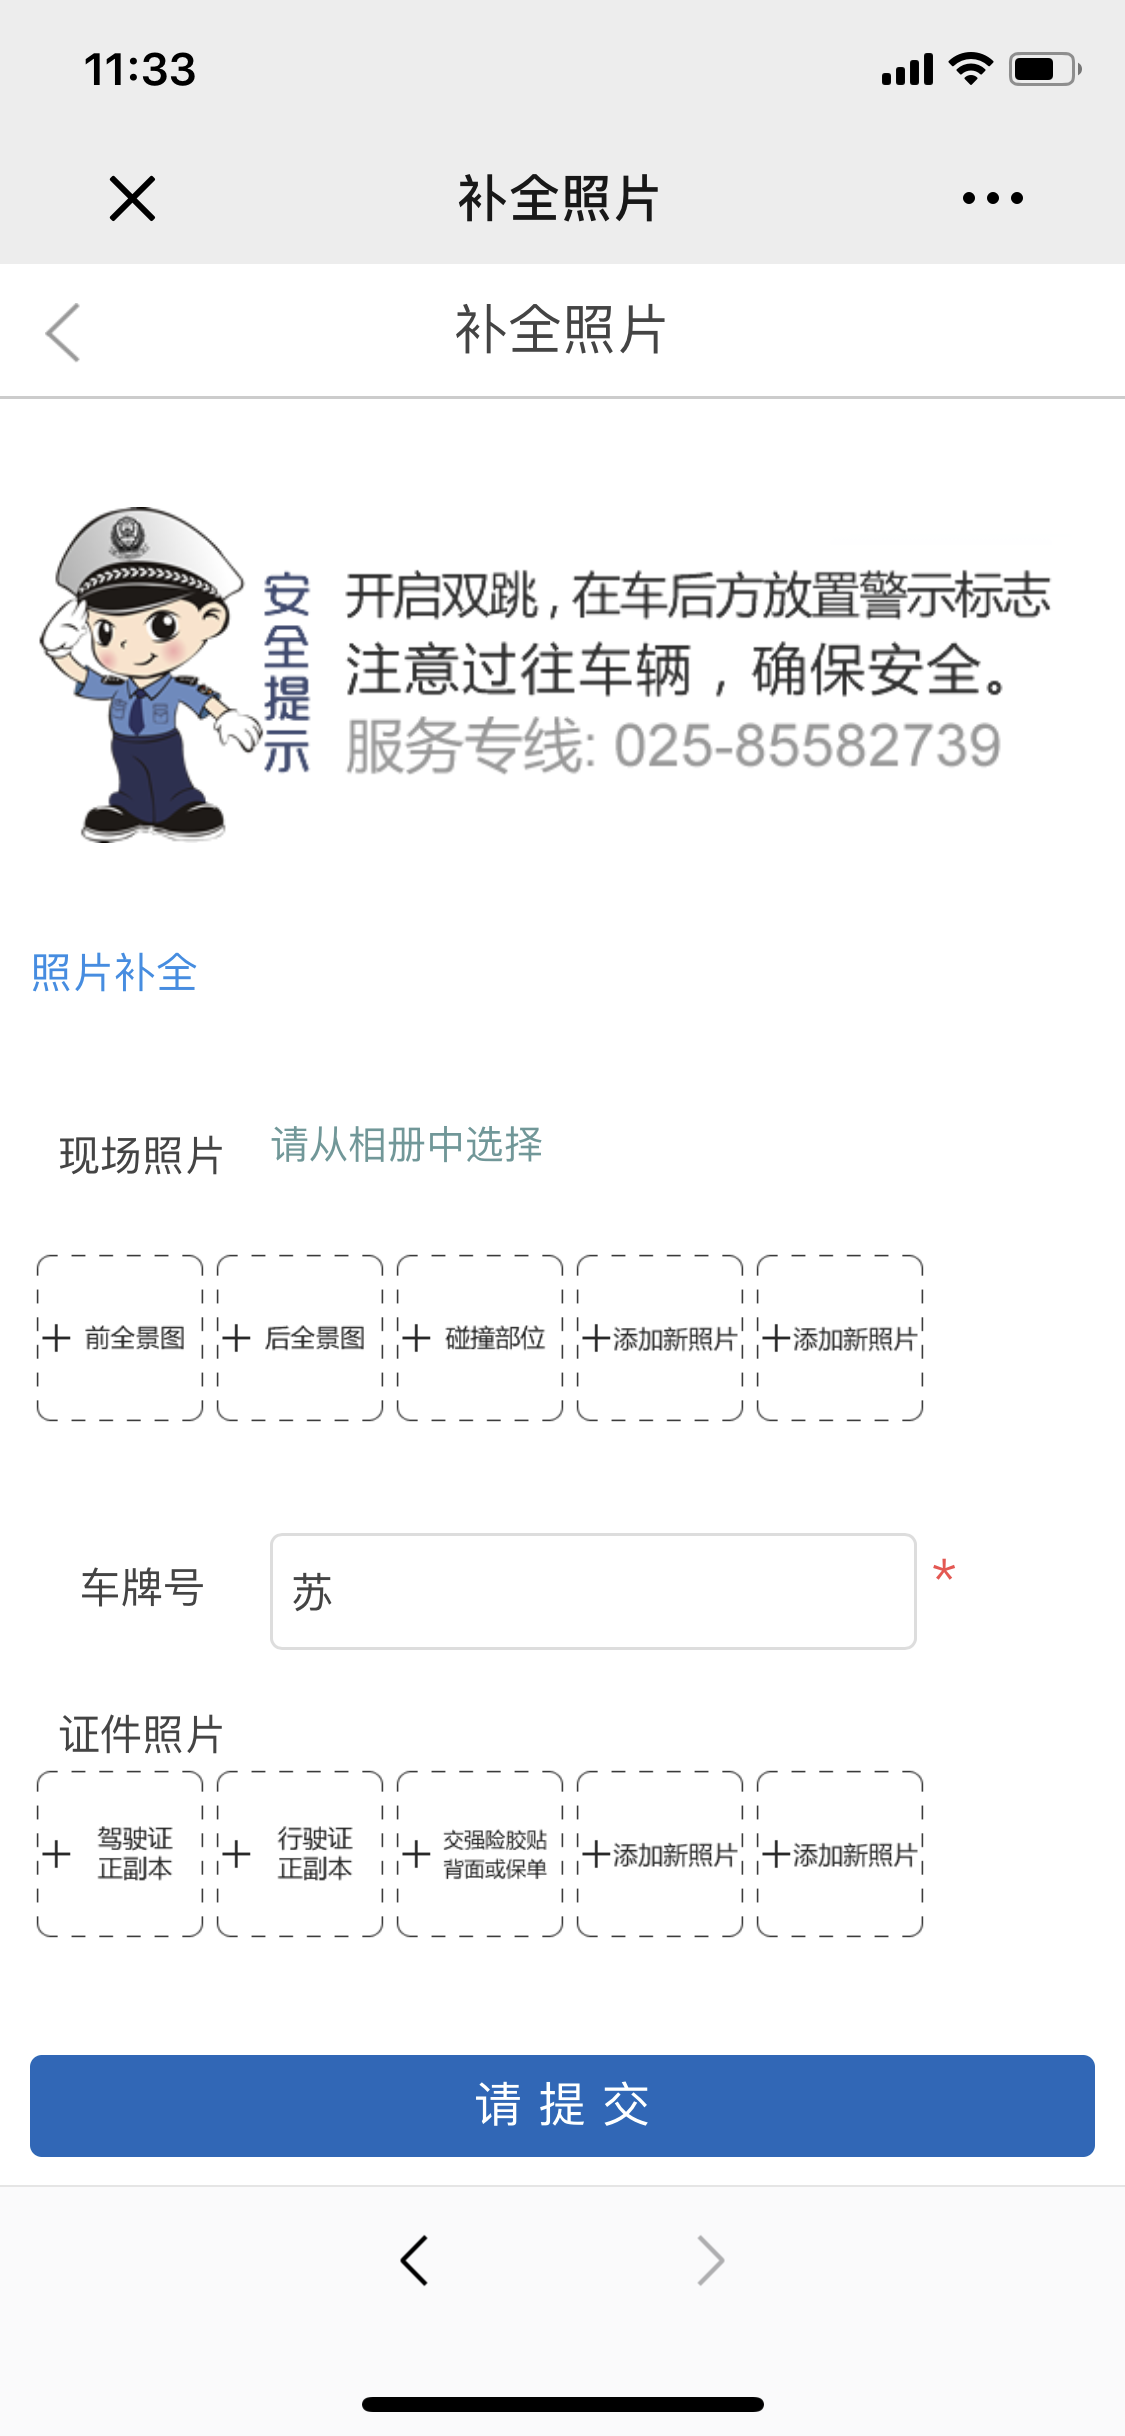 11:33
补全照片
补全照片
安全提示
开启双跳,在车后方放置警示标志
注意过往车辆，确保安全。
服务专线: 025-85582739
照片补全
现场照片 请从相册中选择
前全景图 后全景图 碰撞部位 添加新照片 添加新照片
车牌号 苏 *
证件照片
驾驶证 行驶证 交强险胶贴
正副本 正副本 背面或保单 添加新照片 添加新照片
请提交